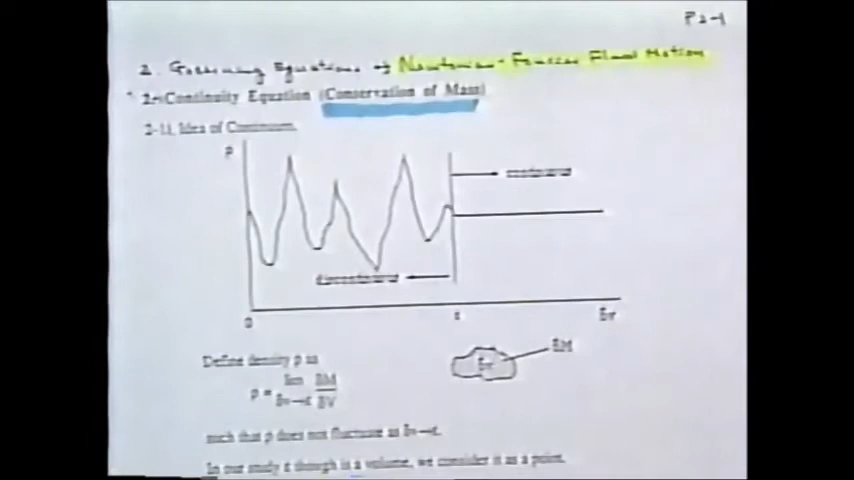 P2-1
2. Governing Equations of Newtonian-Fourier Fluid Motion
2-1 Continuity Equation (Conservation of Mass)
2-1.1. Idea of Continuum.
ρ
continuous
discontinuous
0
ε
δv
Define density ρ as
δv
δM
ρ = lim δM
δv→ε δV
such that ρ does not fluctuate as δv→ε.
In our study ε though is a volume, we consider it as a point.